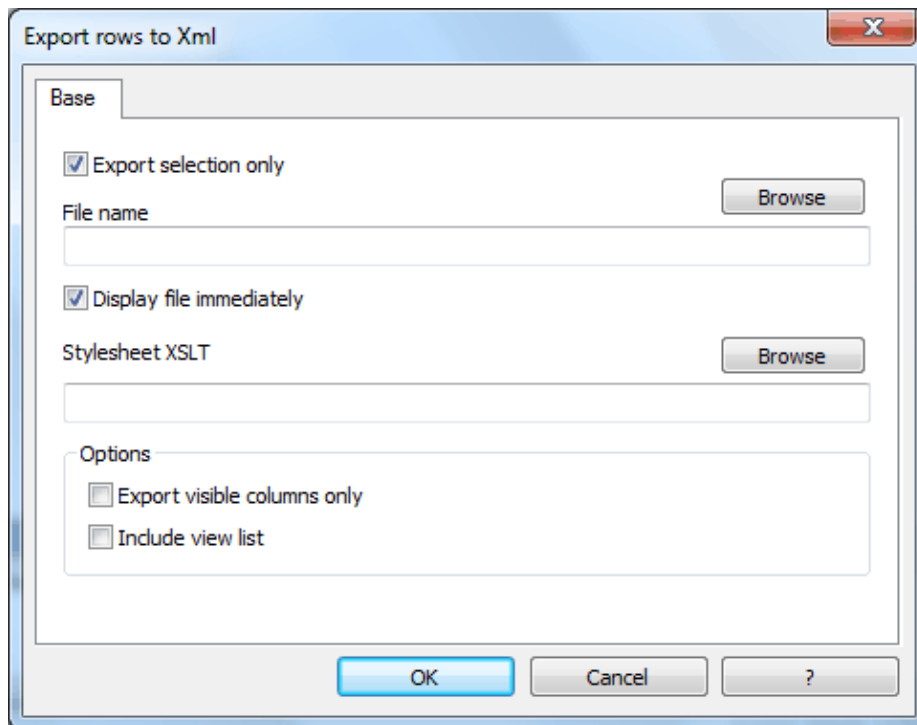 Export rows to Xml
X
Base
Export selection only
Browse
File name
Display file immediately
Stylesheet XSLT
Browse
Options
Export visible columns only
Include view list
OK Cancel ?